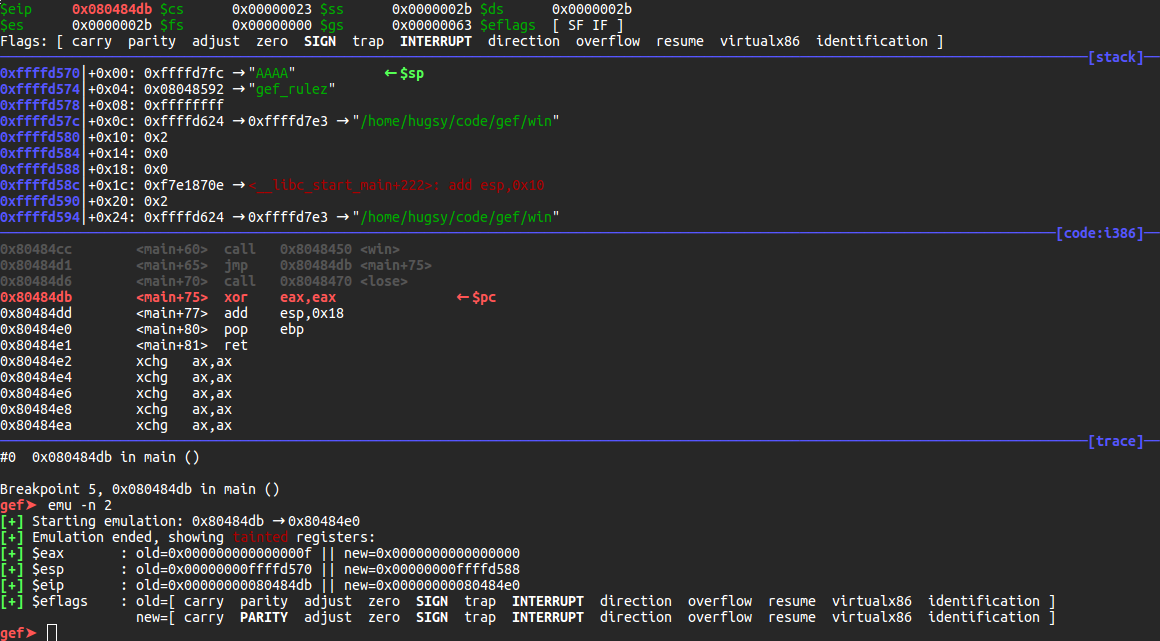 $eip 0x080484db $cs 0x00000023 $ss 0x0000002b $ds 0x0000002b
$es 0x0000002b $fs 0x00000000 $gs 0x00000063 $eflags [ SF IF ]
Flags: [ carry parity adjust zero SIGN trap INTERRUPT direction overflow resume virtualx86 identification ]
[stack]
0xffffd570|+0x00: 0xffffd7fc →"AAAA" ←$sp
0xffffd574|+0x04: 0x08048592 →"gef_rulez"
0xffffd578|+0x08: 0xffffffff
0xffffd57c|+0x0c: 0xffffd624 →0xffffd7e3 →"/home/hugsy/code/gef/win"
0xffffd580|+0x10: 0x2
0xffffd584|+0x14: 0x0
0xffffd588|+0x18: 0x0
0xffffd58c|+0x1c: 0xf7e1870e →<__libc_start_main+222>: add esp,0x10
0xffffd590|+0x20: 0x2
0xffffd594|+0x24: 0xffffd624 →0xffffd7e3 →"/home/hugsy/code/gef/win"
[code:i386]
0x80484cc <main+60> call 0x8048450 <win>
0x80484d1 <main+65> jmp 0x80484db <main+75>
0x80484d6 <main+70> call 0x8048470 <lose>
0x80484db <main+75> xor eax,eax ←$pc
0x80484dd <main+77> add esp,0x18
0x80484e0 <main+80> pop ebp
0x80484e1 <main+81> ret
0x80484e2 xchg ax,ax
0x80484e4 xchg ax,ax
0x80484e6 xchg ax,ax
0x80484e8 xchg ax,ax
0x80484ea xchg ax,ax
[trace]
#0 0x080484db in main ()
Breakpoint 5, 0x080484db in main ()
gef➤ emu -n 2
[+] Starting emulation: 0x80484db →0x80484e0
[+] Emulation ended, showing tainted registers:
[+] $eax : old=0x000000000000000f || new=0x0000000000000000
[+] $esp : old=0x00000000ffffd570 || new=0x00000000ffffd588
[+] $eip : old=0x00000000080484db || new=0x00000000080484e0
[+] $eflags : old=[ carry parity adjust zero SIGN trap INTERRUPT direction overflow resume virtualx86 identification ]
new=[ carry PARITY adjust zero SIGN trap INTERRUPT direction overflow resume virtualx86 identification ]
gef➤